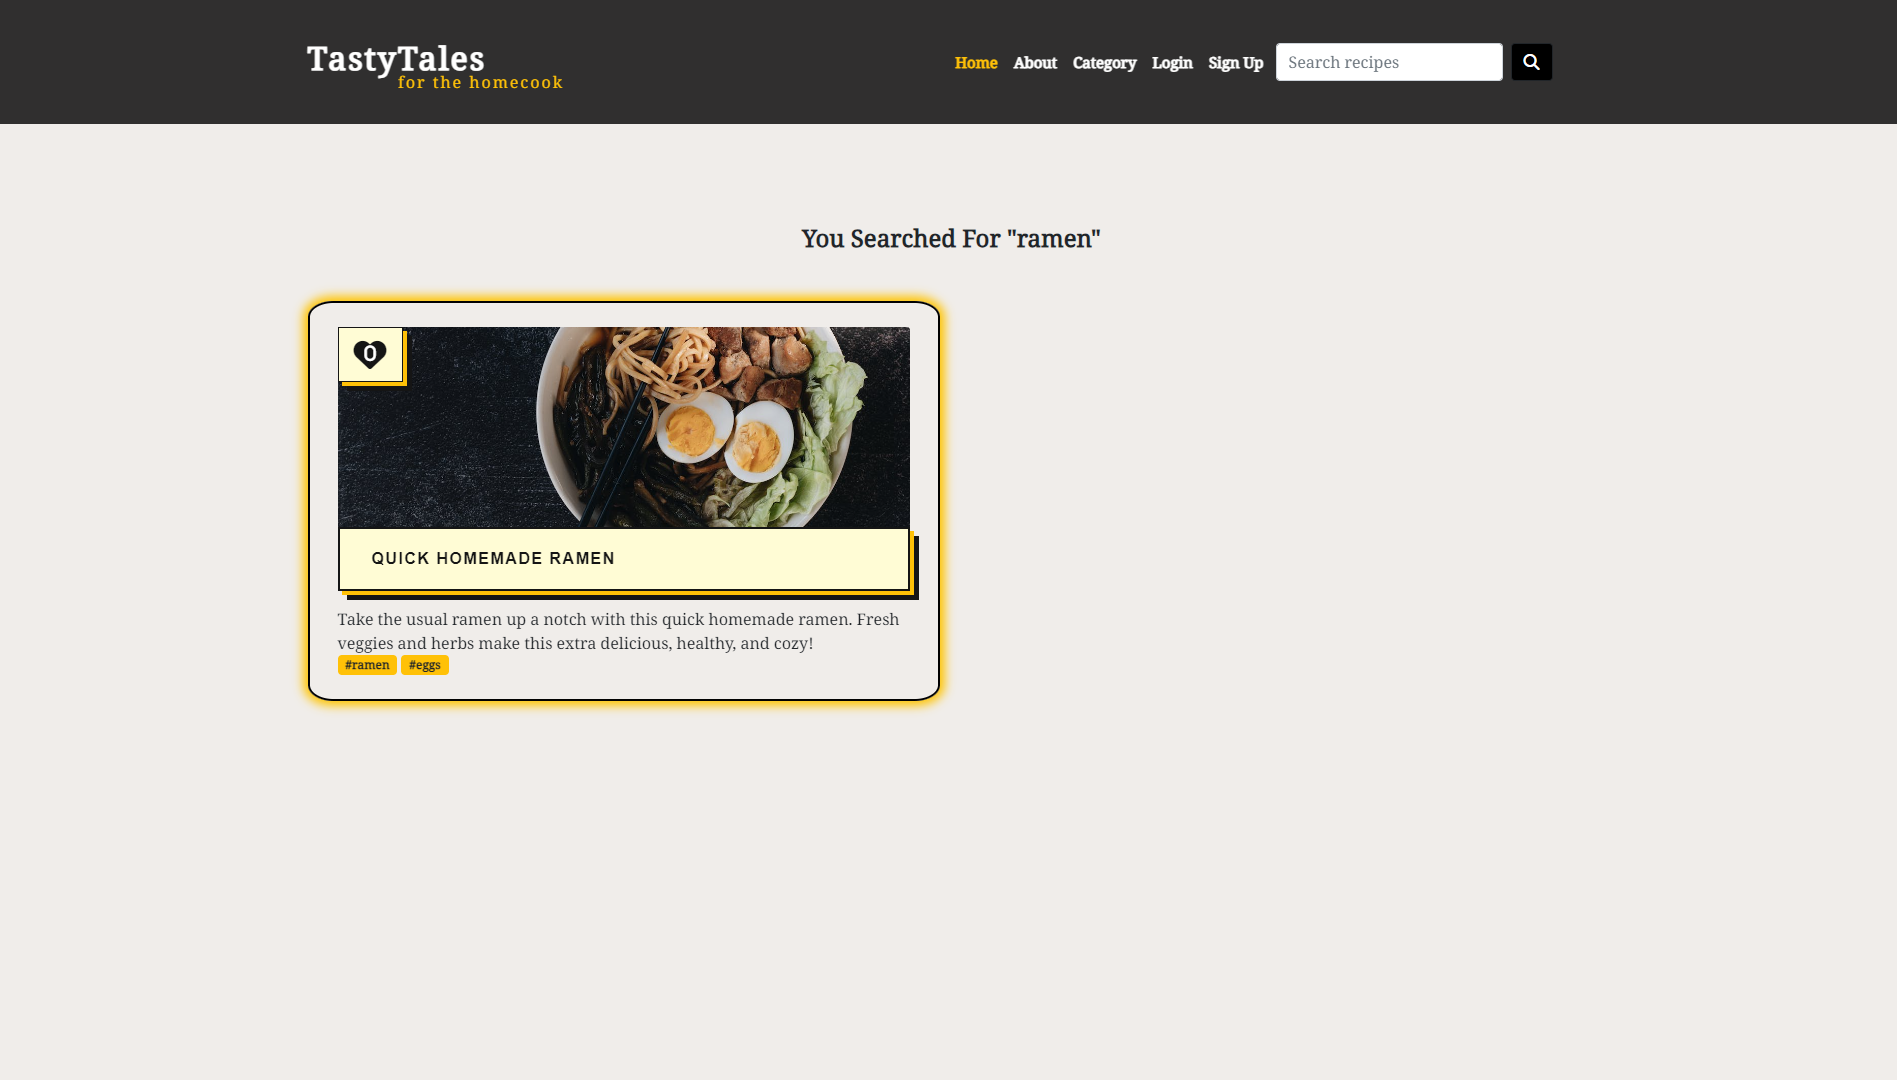 TastyTales
for the homecook
Home About Category Login Sign Up Search recipes
You Searched For "ramen"
0
QUICK HOMEMADE RAMEN
Take the usual ramen up a notch with this quick homemade ramen. Fresh
veggies and herbs make this extra delicious, healthy, and cozy!
#ramen #eggs